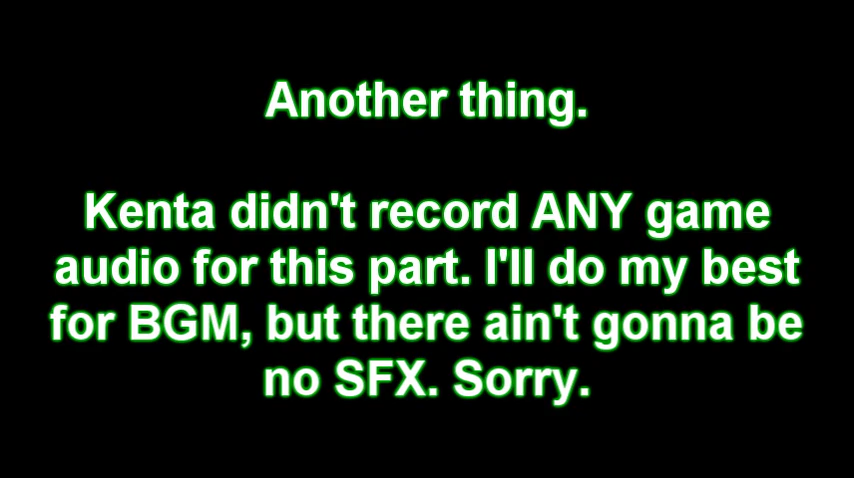 Another thing.
Kenta didn't record ANY game
audio for this part. I'll do my best
for BGM, but there ain't gonna be
no SFX. Sorry.